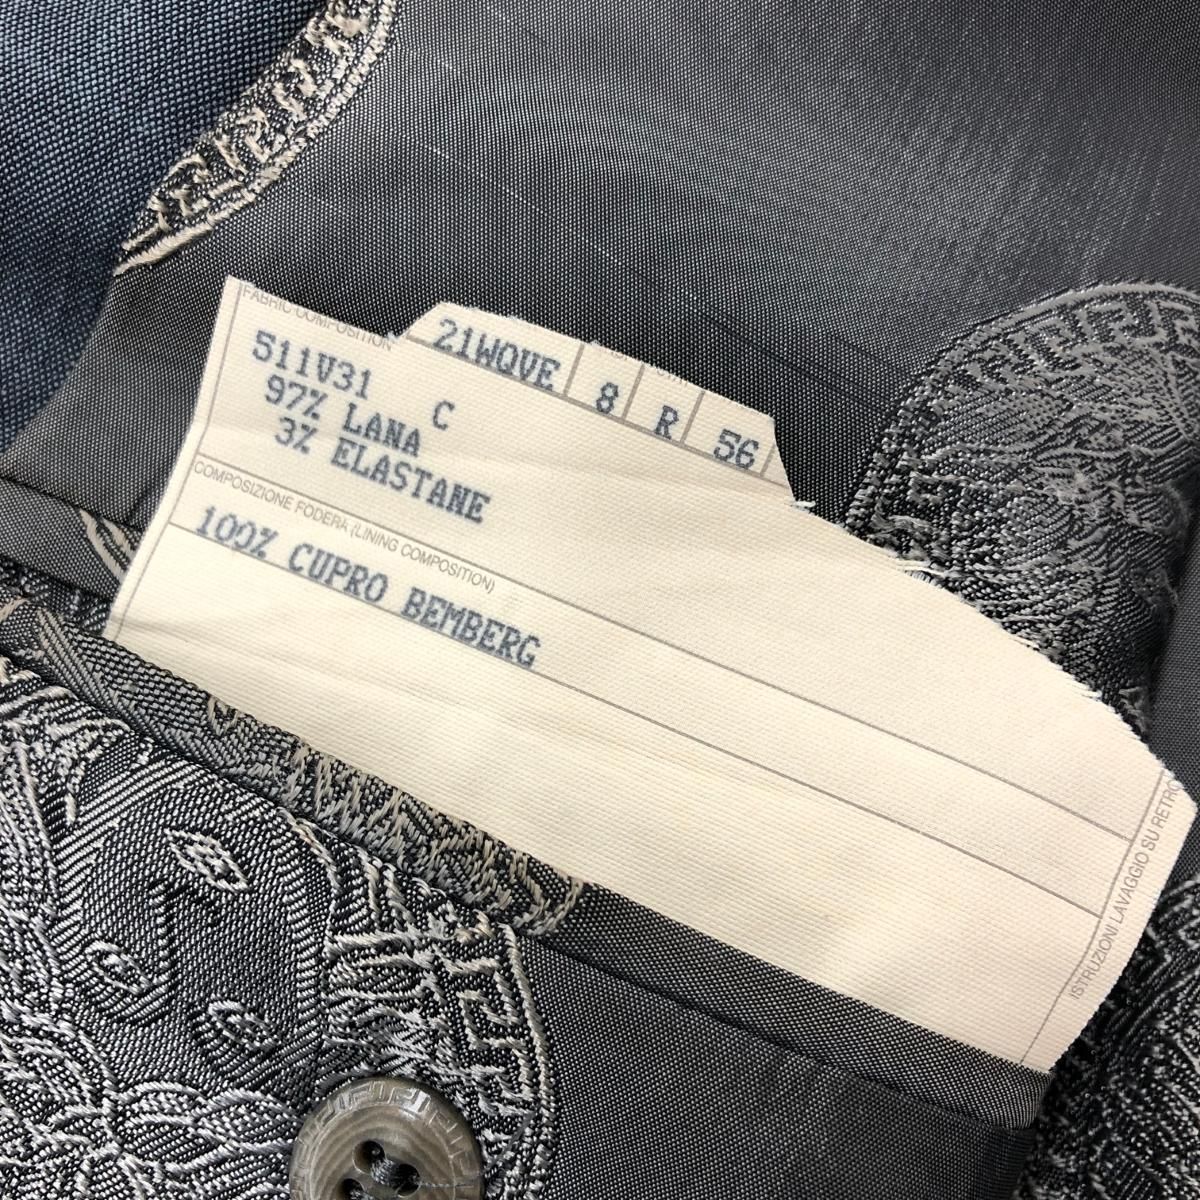 FABRIC COMPOSITION
21WQVE 8 R 56
511V31 C
97% LANA
3% ELASTANE
COMPOSIZIONE FODERA (LINING COMPOSITION)
100% CUPRO BEMBERG
ISTRUZIONI LAVAGGIO SU RETRO